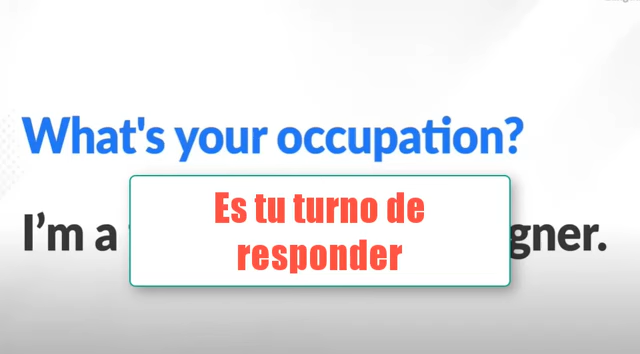 What's your occupation?
Es tu turno de
responder
I'm a gner.